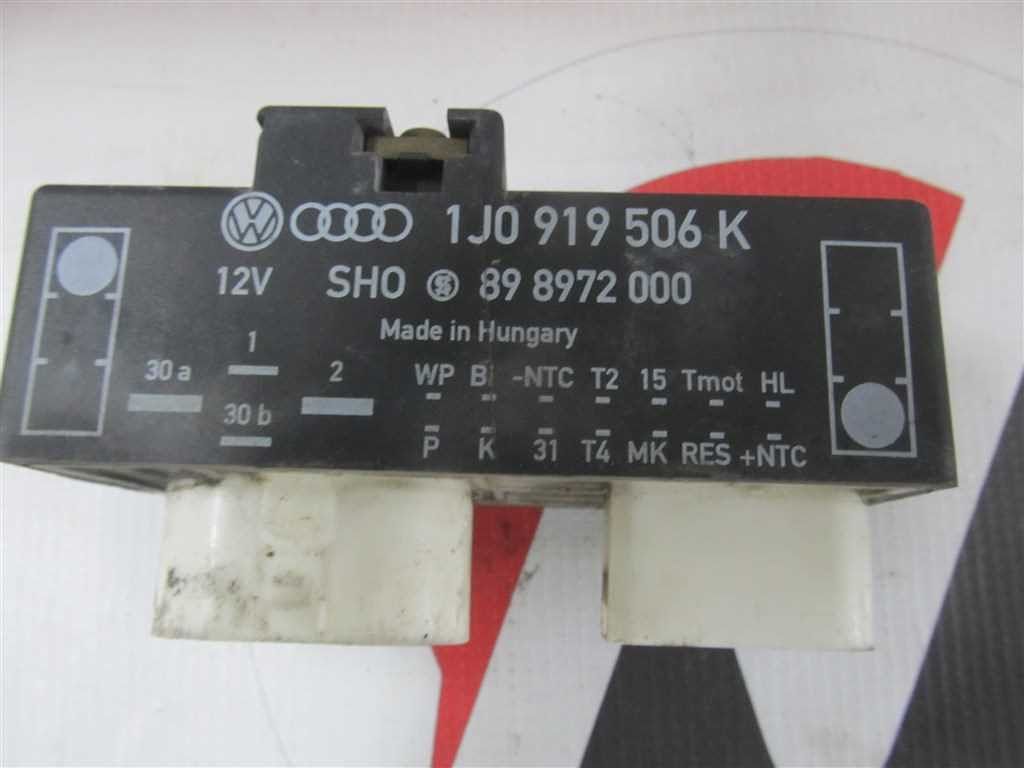 1J0 919 506 K
12V SHO 89 8972 000
Made in Hungary
30 a 1 2 WP Bi -NTC T2 15 Tmot HL
30 b P K 31 T4 MK RES +NTC